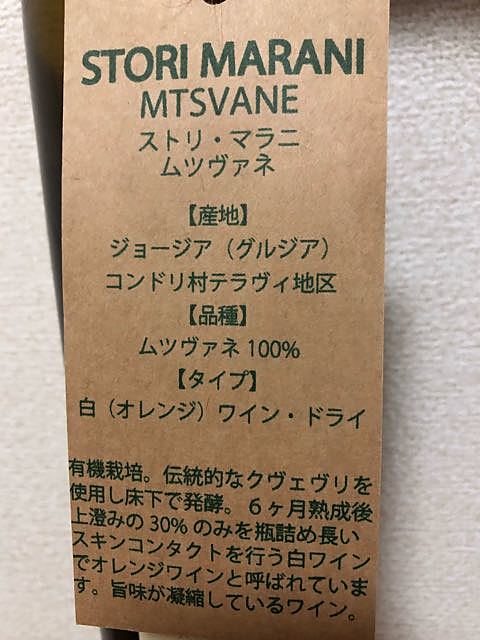 STORI MARANI
MTSVANE
ストリ・マラニ
ムツヴァネ
【産地】
ジョージア（グルジア）
コンドリ村テラヴィ地区
【品種】
ムツヴァネ 100%
【タイプ】
白（オレンジ）ワイン・ドライ
有機栽培。伝統的なクヴェヴリを
使用し床下で発酵。６ヶ月熟成後
上澄みの 30% のみを瓶詰め長い
スキンコンタクトを行う白ワイン
でオレンジワインと呼ばれていま
す。旨味が凝縮しているワイン。